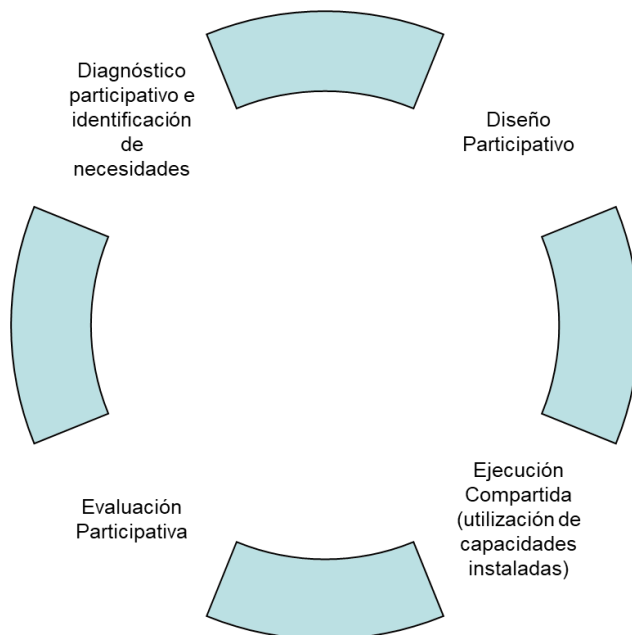 Diagnóstico
participativo e
identificación
de
necesidades
Diseño
Participativo
Evaluación
Participativa
Ejecución
Compartida
(utilización de
capacidades
instaladas)